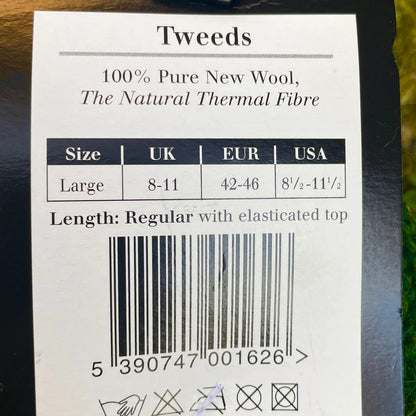 Tweeds
100% Pure New Wool,
The Natural Thermal Fibre
Size UK EUR USA
Large 8-11 42-46 8½-11½
Length: Regular with elasticated top
5 390747 001626 >